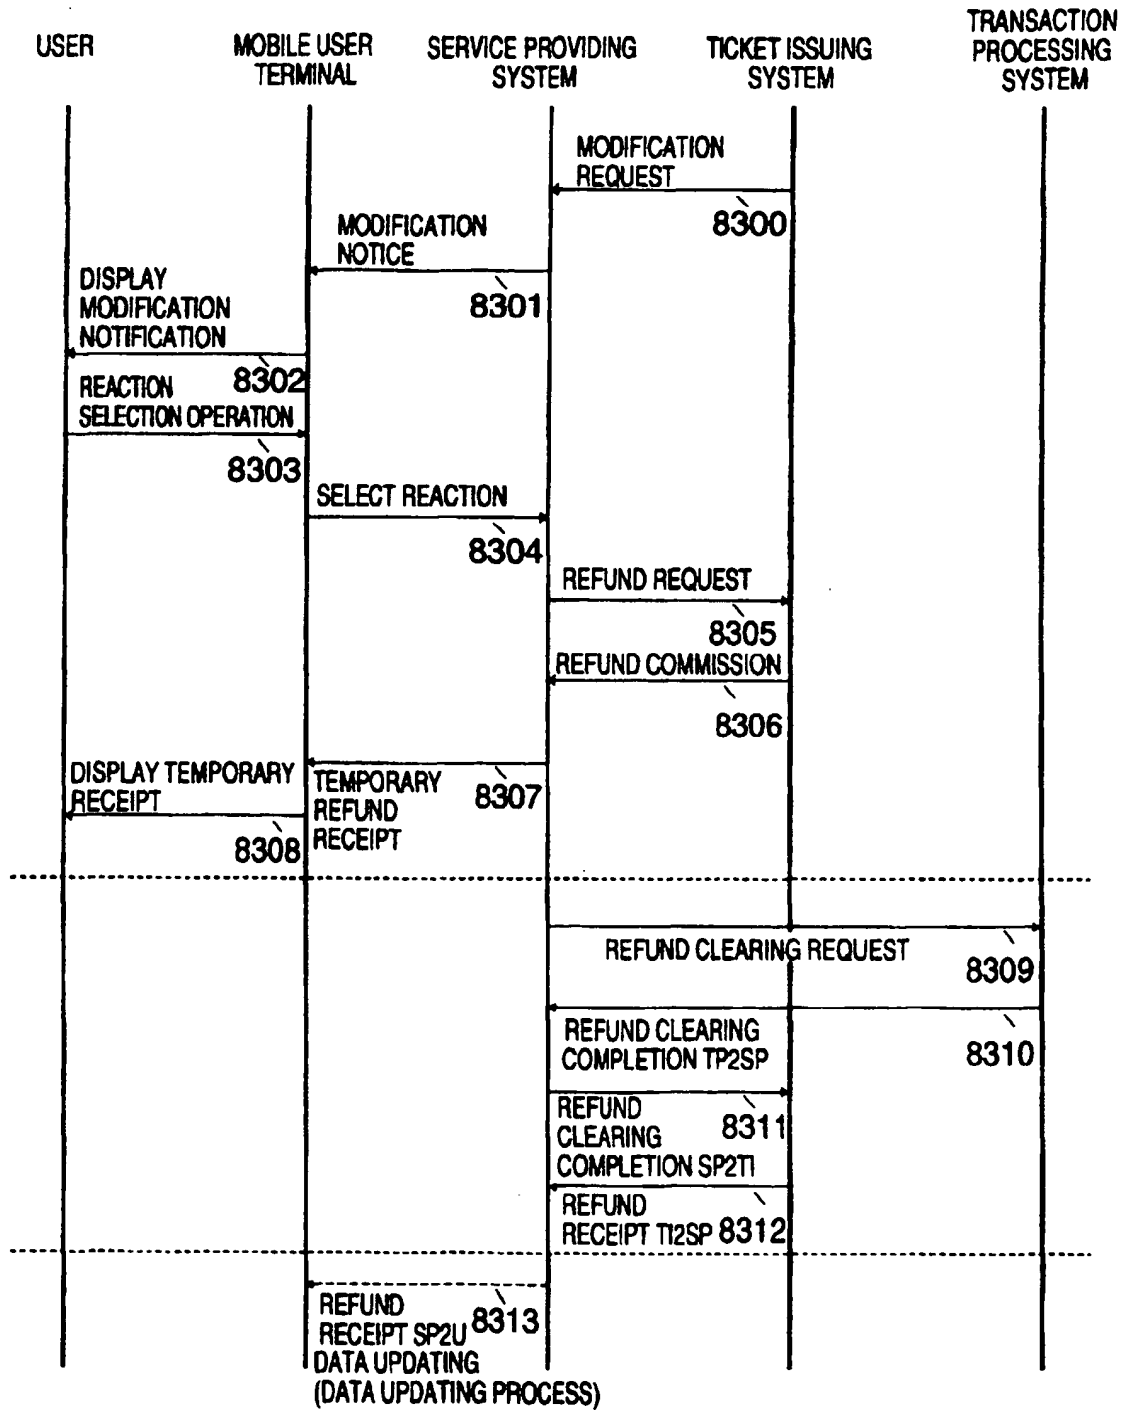 USER
MOBILE USER
TERMINAL
SERVICE PROVIDING
SYSTEM
TICKET ISSUING
SYSTEM
TRANSACTION
PROCESSING
SYSTEM
MODIFICATION
REQUEST
8300
MODIFICATION
NOTICE
8301
DISPLAY
MODIFICATION
NOTIFICATION
8302
REACTION
SELECTION OPERATION
8303
SELECT REACTION
8304
REFUND REQUEST
8305
REFUND COMMISSION
8306
TEMPORARY
REFUND
RECEIPT
8307
DISPLAY TEMPORARY
RECEIPT
8308
REFUND CLEARING REQUEST
8309
REFUND CLEARING
COMPLETION TP2SP
8310
REFUND
CLEARING
COMPLETION SP2TI
8311
REFUND
RECEIPT TI2SP
8312
REFUND
RECEIPT SP2U
8313
DATA UPDATING
(DATA UPDATING PROCESS)